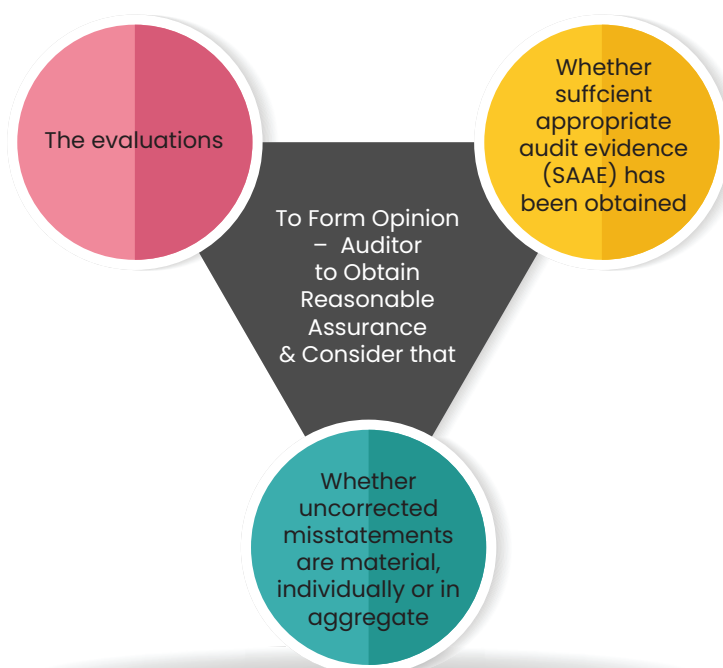 The evaluations
Whether
suffcient
appropriate
audit evidence
(SAAE) has
been obtained
To Form Opinion
– Auditor
to Obtain
Reasonable
Assurance
& Consider that
Whether
uncorrected
misstatements
are material,
individually or in
aggregate